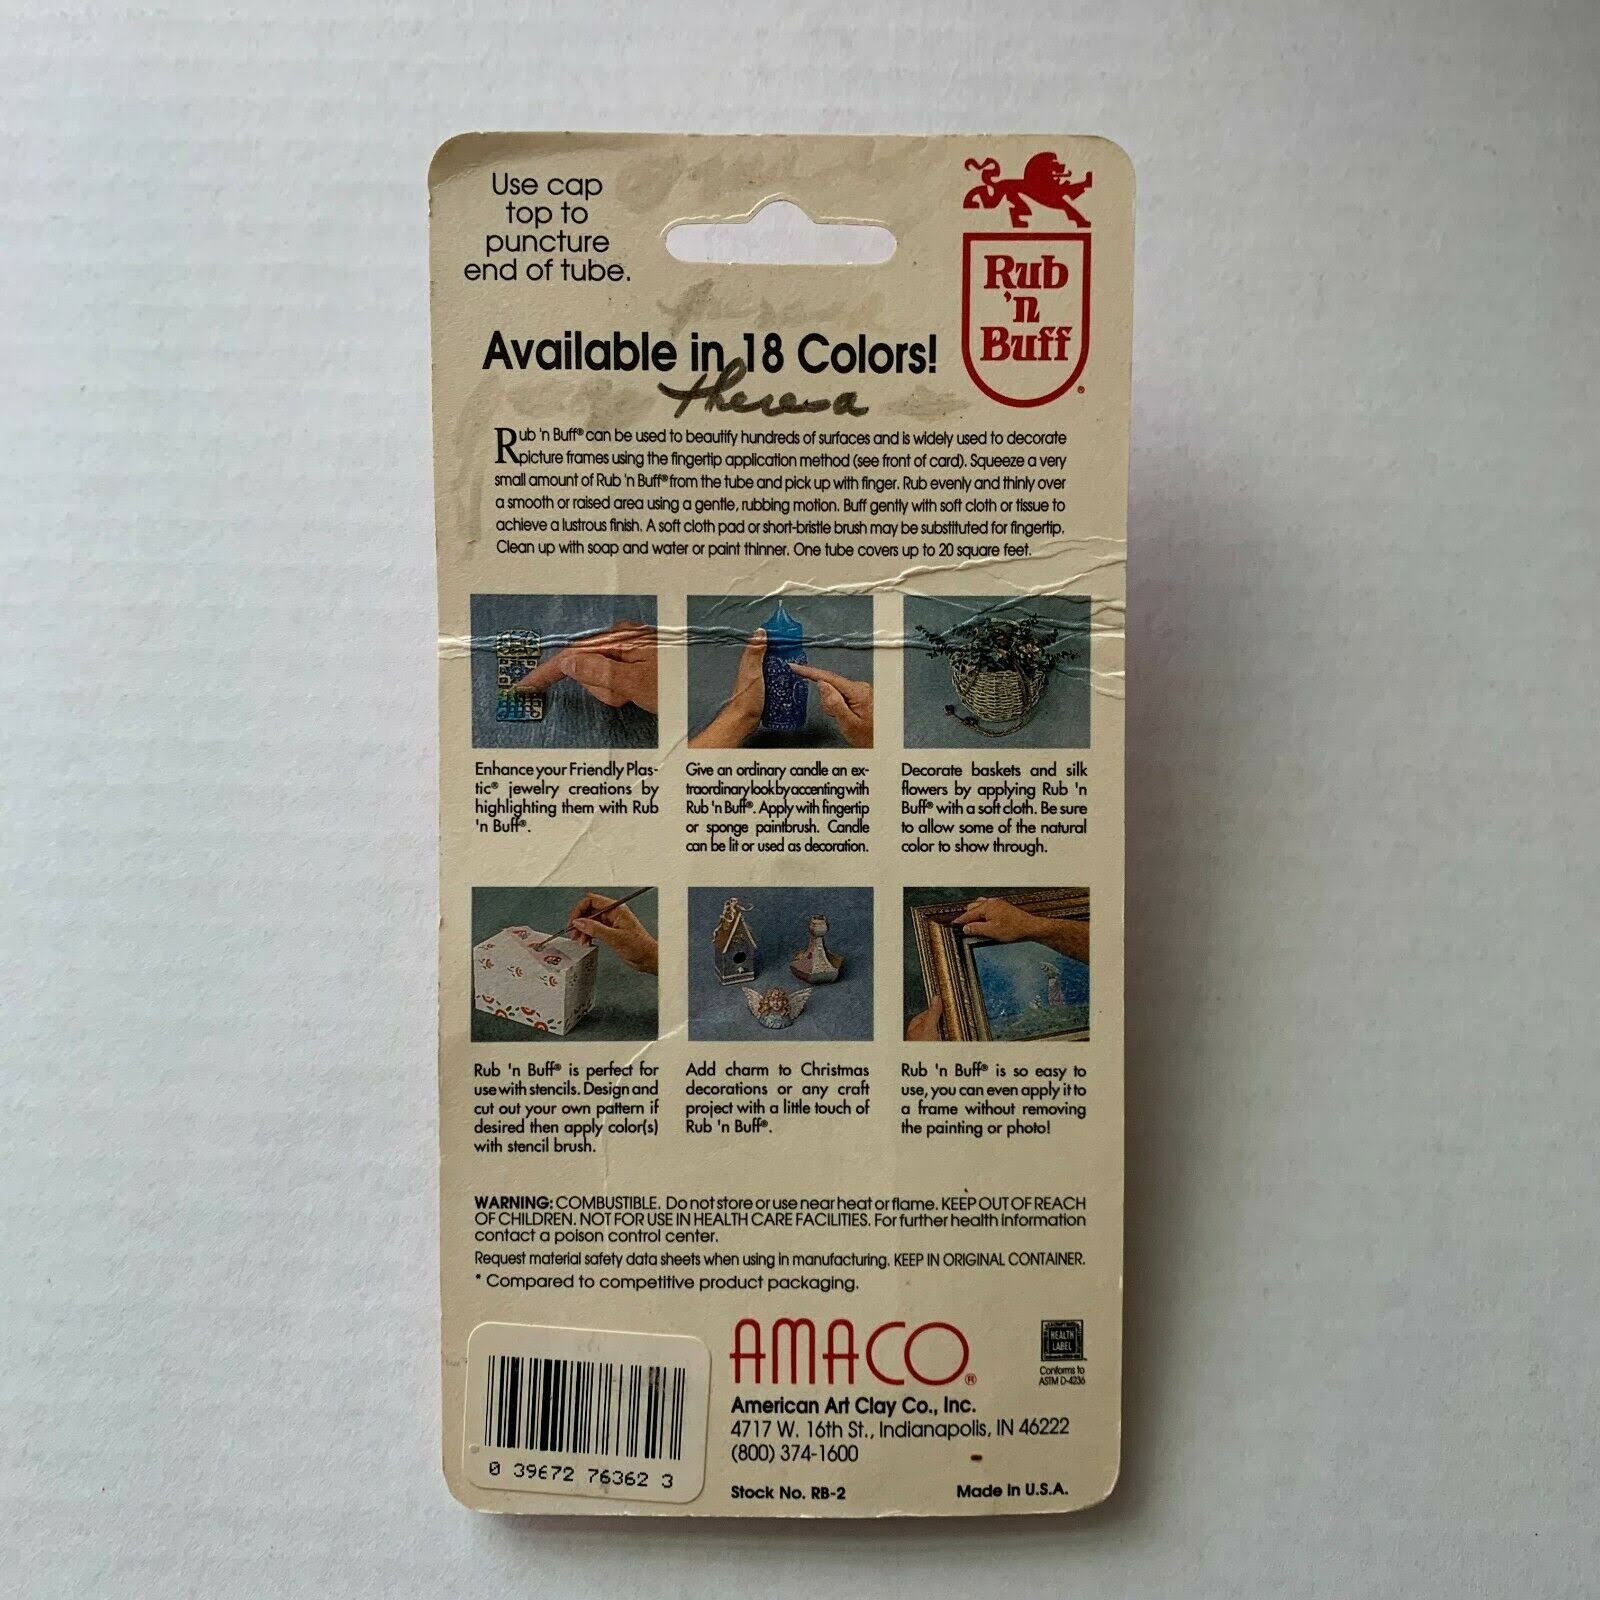 Use cap
top to
puncture
end of tube.
Rub
'n
Buff®
Available in 18 Colors!
Theresa
Rub 'n Buff® can be used to beautify hundreds of surfaces and is widely used to decorate
picture frames using the fingertip application method (see front of card). Squeeze a very
small amount of Rub 'n Buff® from the tube and pick up with finger. Rub evenly and thinly over
a smooth or raised area using a gentle, rubbing motion. Buff gently with soft cloth or tissue to
achieve a lustrous finish. A soft cloth pad or short-bristle brush may be substituted for fingertip.
Clean up with soap and water or paint thinner. One tube covers up to 20 square feet.
Enhance your Friendly Plas-
tic® jewelry creations by
highlighting them with Rub
'n Buff®.
Give an ordinary candle an ex-
traordinary look by accenting with
Rub 'n Buff®. Apply with fingertip
or sponge paintbrush. Candle
can be lit or used as decoration.
Decorate baskets and silk
flowers by applying Rub 'n
Buff® with a soft cloth. Be sure
to allow some of the natural
color to show through.
Rub 'n Buff® is perfect for
use with stencils. Design and
cut out your own pattern if
desired then apply color(s)
with stencil brush.
Add charm to Christmas
decorations or any craft
project with a little touch of
Rub 'n Buff®.
Rub 'n Buff® is so easy to
use, you can even apply it to
a frame without removing
the painting or photo!
WARNING: COMBUSTIBLE. Do not store or use near heat or flame. KEEP OUT OF REACH
OF CHILDREN. NOT FOR USE IN HEALTH CARE FACILITIES. For further health information
contact a poison control center.
Request material safety data sheets when using in manufacturing. KEEP IN ORIGINAL CONTAINER.
* Compared to competitive product packaging.
0 39672 76362 3
AMACO®
American Art Clay Co., Inc.
4717 W. 16th St., Indianapolis, IN 46222
(800) 374-1600
Stock No. RB-2
Made in U.S.A.
HEALTH
LABEL
Conforms to
ASTM D-4236